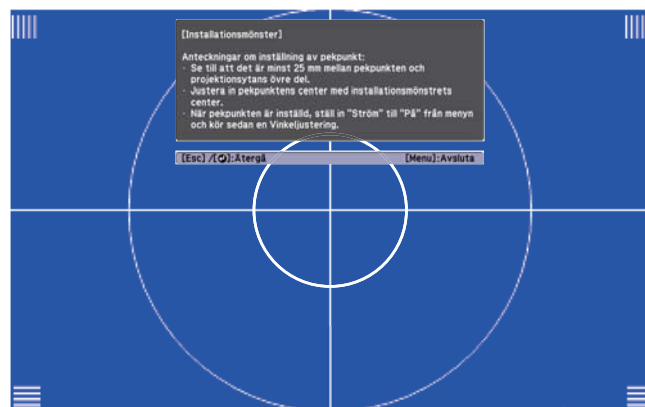 [Installationsmönster]
Anteckningar om inställning av pekpunkt:
· Se till att det är minst 25 mm mellan pekpunkten och
projektionsytans övre del.
· Justera in pekpunktens center med installationsmönstrets
center.
· När pekpunkten är inställd, ställ in "Ström" till "På" från menyn
och kör sedan en Vinkeljustering.
[Esc] /[⏎]:Återgå [Menu]:Avsluta